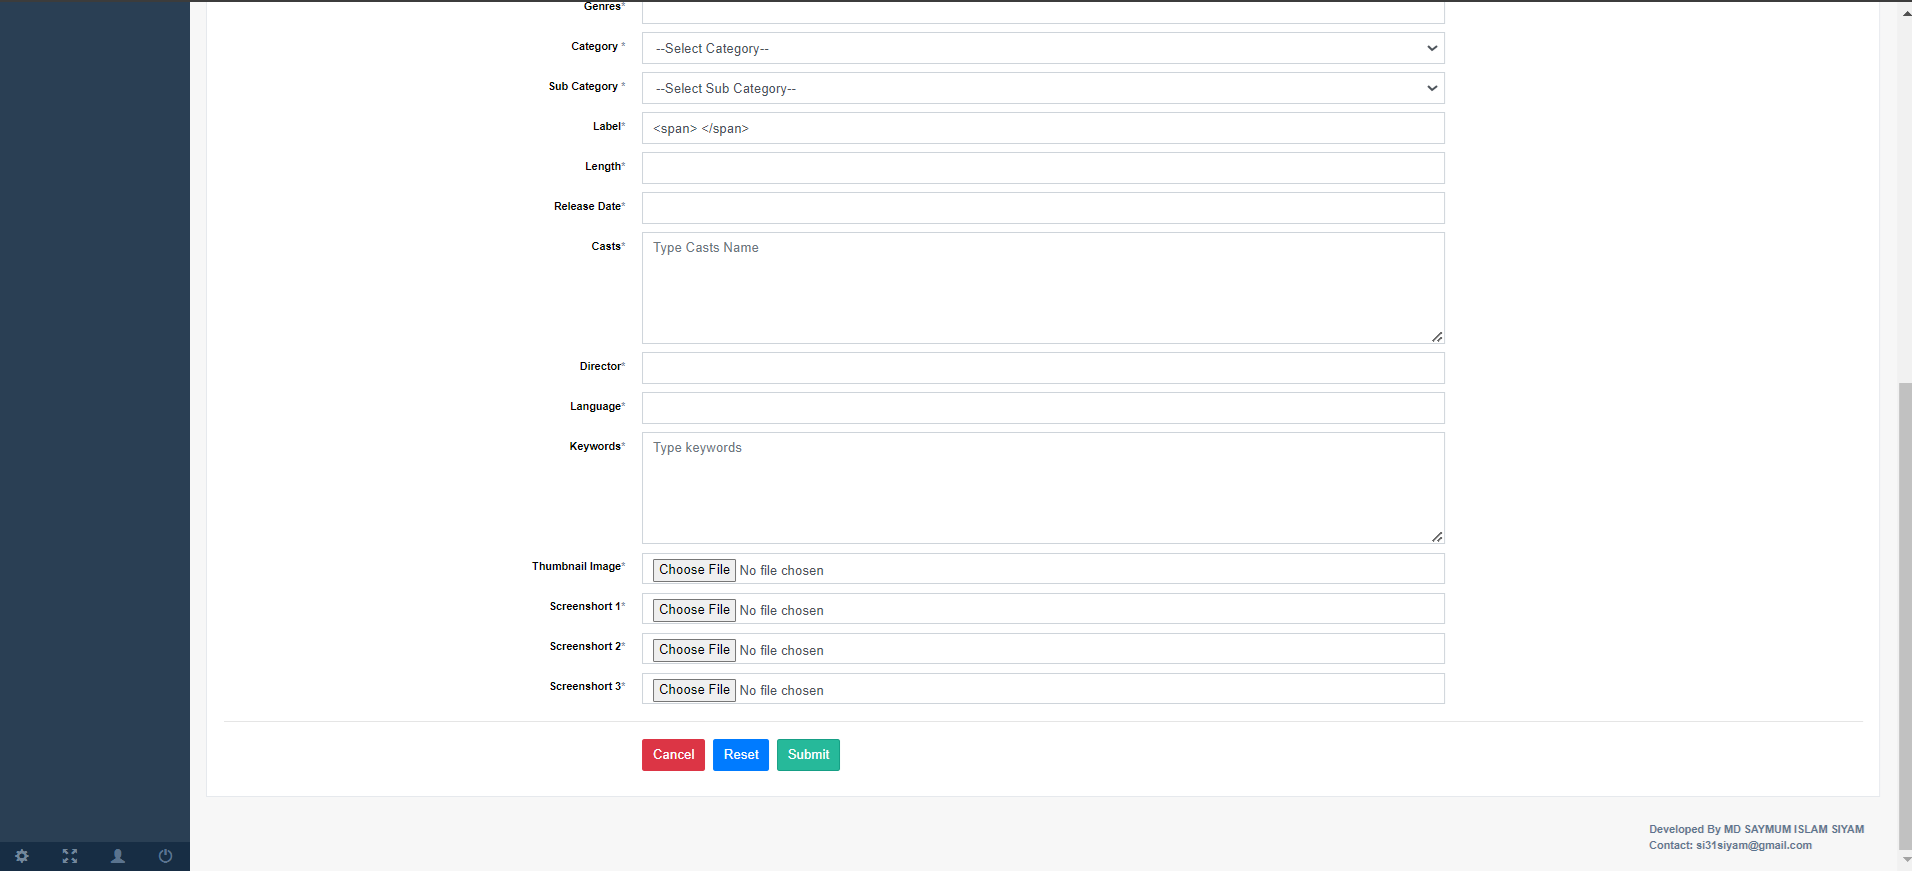 Genres*
Category * --Select Category--
Sub Category * --Select Sub Category--
Label* <span> </span>
Length*
Release Date*
Casts* Type Casts Name
Director*
Language*
Keywords* Type keywords
Thumbnail Image* Choose File No file chosen
Screenshort 1* Choose File No file chosen
Screenshort 2* Choose File No file chosen
Screenshort 3* Choose File No file chosen
Cancel Reset Submit
Developed By MD SAYMUM ISLAM SIYAM
Contact: si31siyam@gmail.com